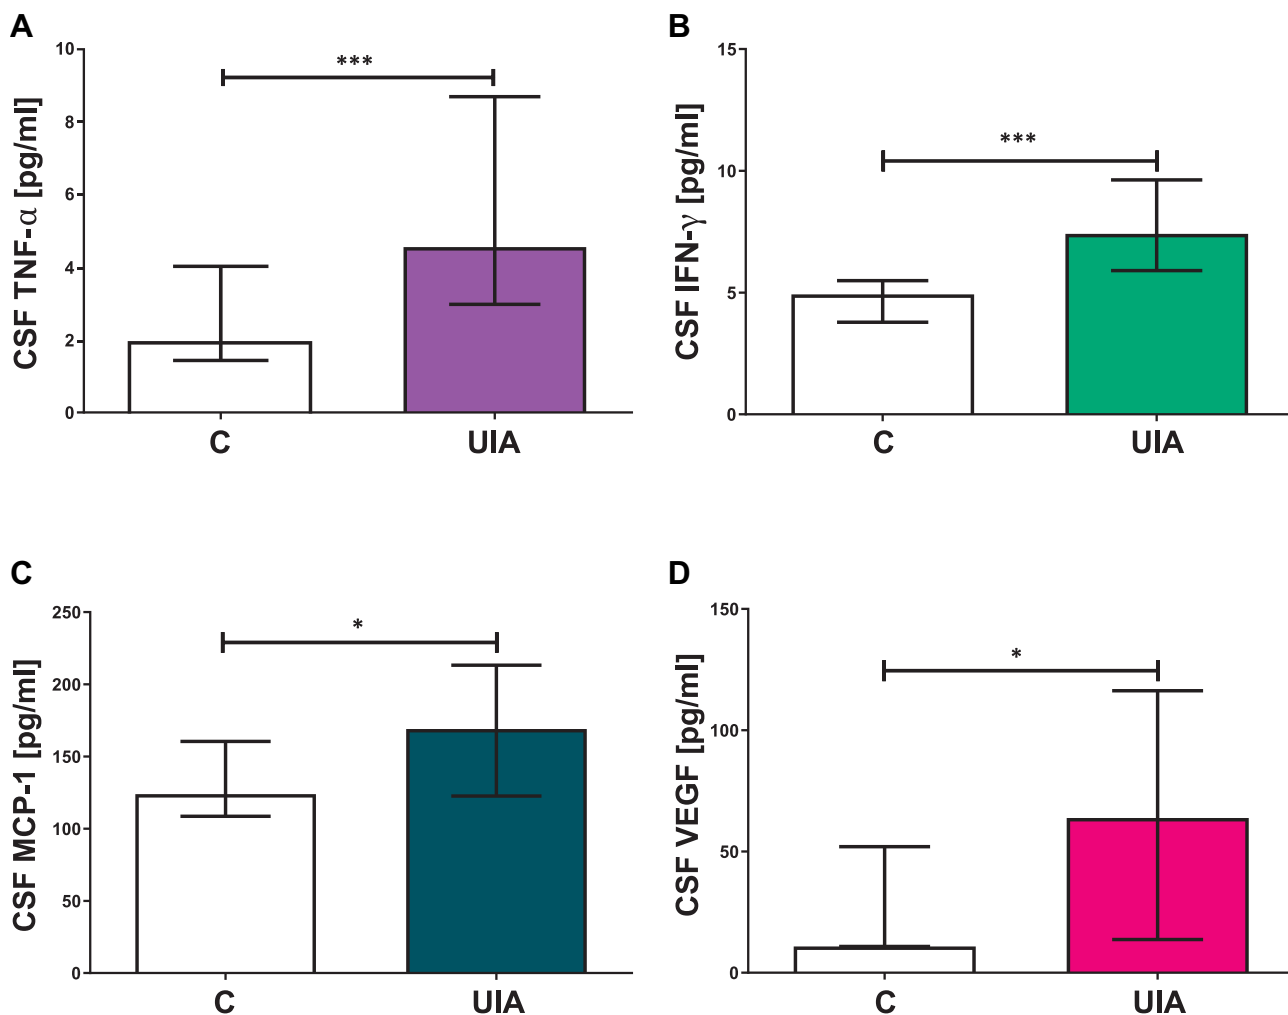 A
CSF TNF-α [pg/ml]
10
8
6
4
2
0
***
C
UIA
B
CSF IFN-γ [pg/ml]
15
10
5
0
***
C
UIA
C
CSF MCP-1 [pg/ml]
250
200
150
100
50
0
*
C
UIA
D
CSF VEGF [pg/ml]
150
100
50
0
*
C
UIA